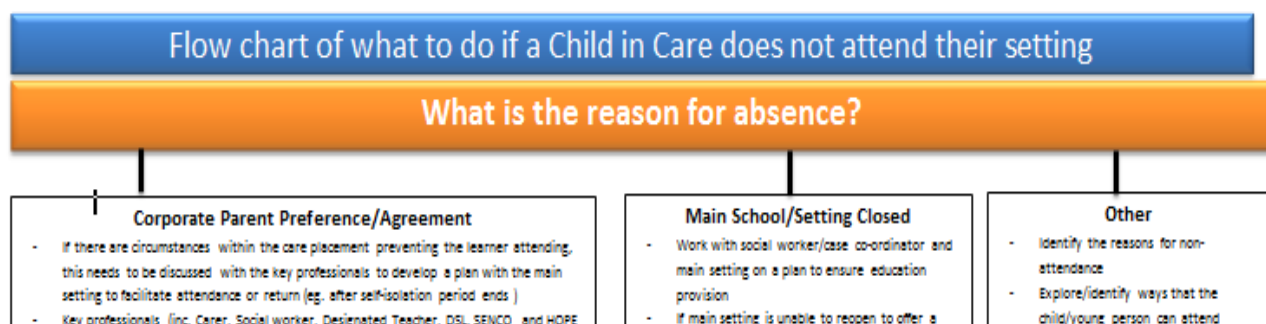 Flow chart of what to do if a Child in Care does not attend their setting
What is the reason for absence?
Corporate Parent Preference/Agreement
- If there are circumstances within the care placement preventing the learner attending,
this needs to be discussed with the key professionals to develop a plan with the main
setting to facilitate attendance or return (eg. after self-isolation period ends )
- Key professionals (inc. Carer, Social worker, Designated Teacher, DSL, SENCO and HOPE
Main School/Setting Closed
- Work with social worker/case co-ordinator and
main setting on a plan to ensure education
provision
- If main setting is unable to reopen to offer a
Other
- Identify the reasons for non-
attendance
- Explore/identify ways that the
child/young person can attend